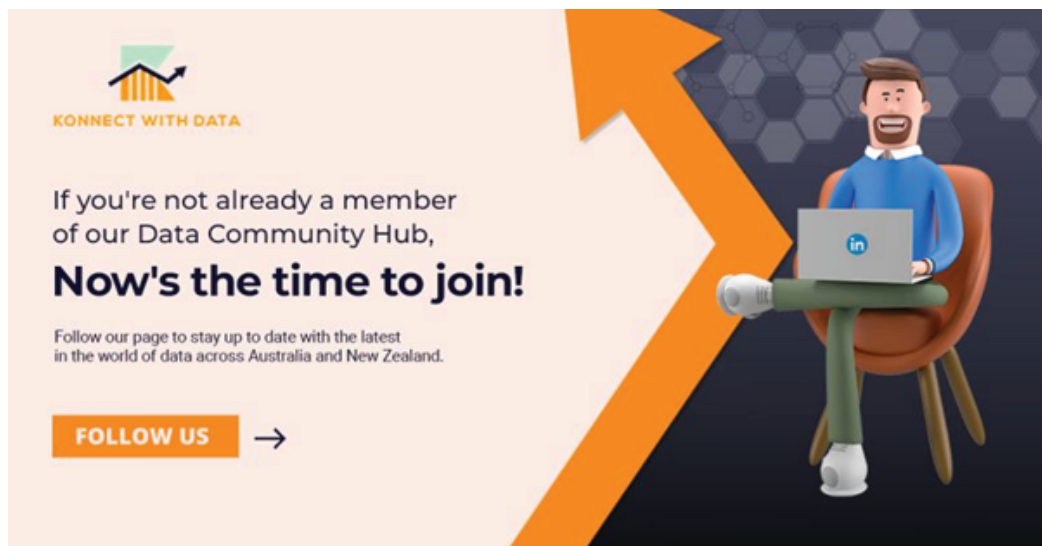 KONNECT WITH DATA
If you're not already a member
of our Data Community Hub,
Now's the time to join!
Follow our page to stay up to date with the latest
in the world of data across Australia and New Zealand.
FOLLOW US
in